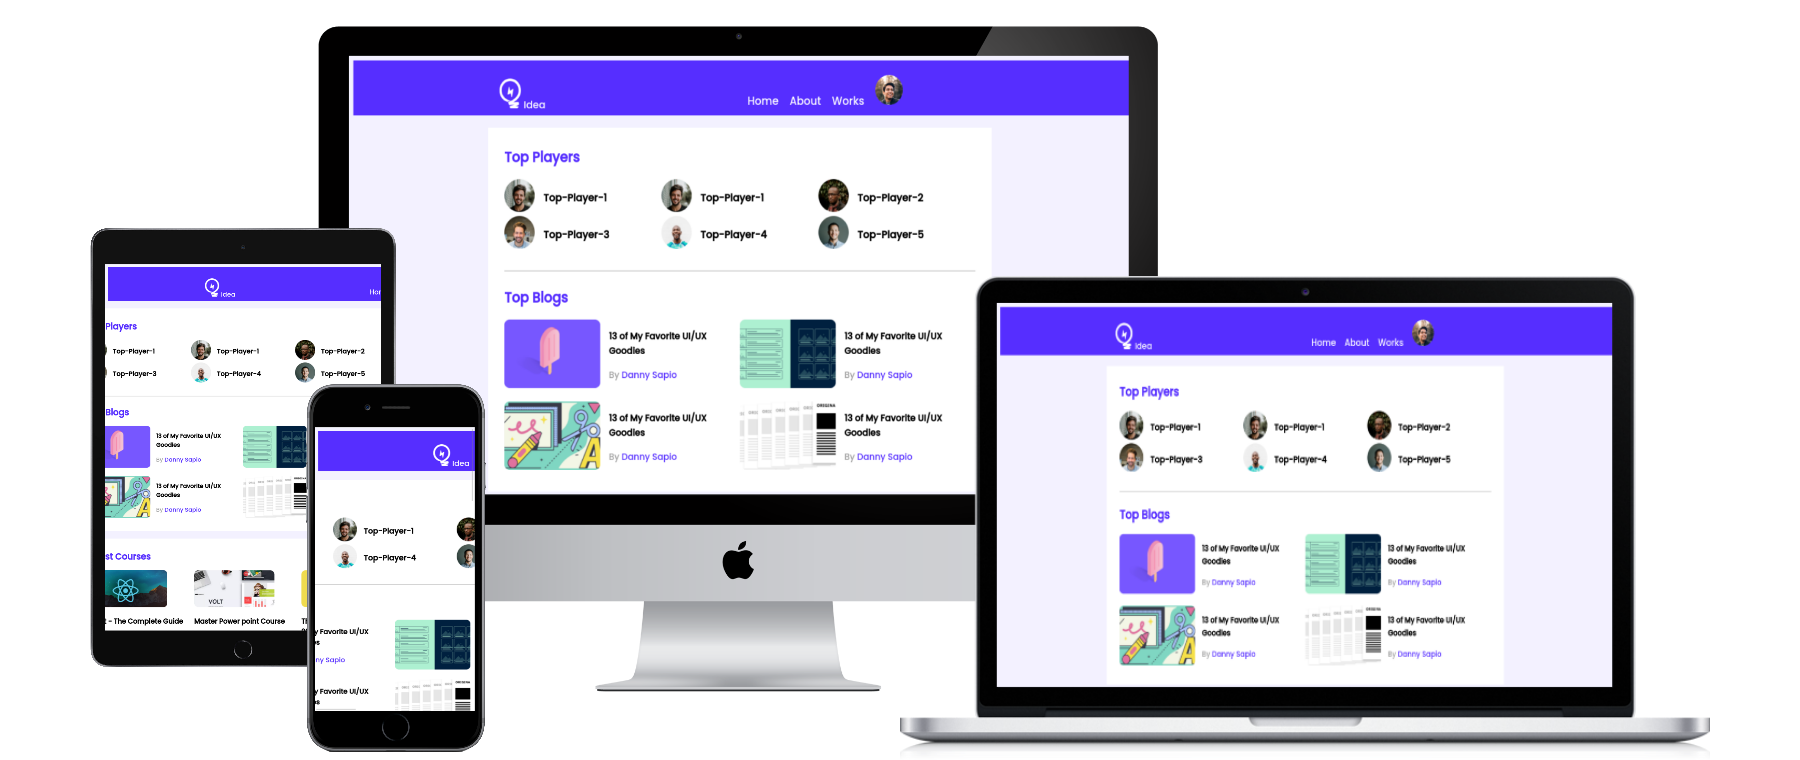 Idea
Home About Works
Top Players
Top-Player-1 Top-Player-1 Top-Player-2
Top-Player-3 Top-Player-4 Top-Player-5
Top Blogs
13 of My Favorite UI/UX
Goodies
By Danny Sapio
13 of My Favorite UI/UX
Goodies
By Danny Sapio
13 of My Favorite UI/UX
Goodies
By Danny Sapio
13 of My Favorite UI/UX
Goodies
By Danny Sapio
Idea
Hor
Players
Top-Player-1 Top-Player-1 Top-Player-2
Top-Player-3 Top-Player-4 Top-Player-5
Blogs
13 of My Favorite UI/UX
Goodies
By Danny Sapio
13 of My Favorite UI/UX
Goodies
By Danny Sapio
st Courses
VOLT
t - The Complete Guide Master Power point Course Th
Idea
Top-Player-1
Top-Player-4
y Favorite UI/UX
es
nny Sapio
y Favorite UI/UX
es
Idea
Home About Works
Top Players
Top-Player-1 Top-Player-1 Top-Player-2
Top-Player-3 Top-Player-4 Top-Player-5
Top Blogs
13 of My Favorite UI/UX
Goodies
By Danny Sapio
13 of My Favorite UI/UX
Goodies
By Danny Sapio
13 of My Favorite UI/UX
Goodies
By Danny Sapio
13 of My Favorite UI/UX
Goodies
By Danny Sapio